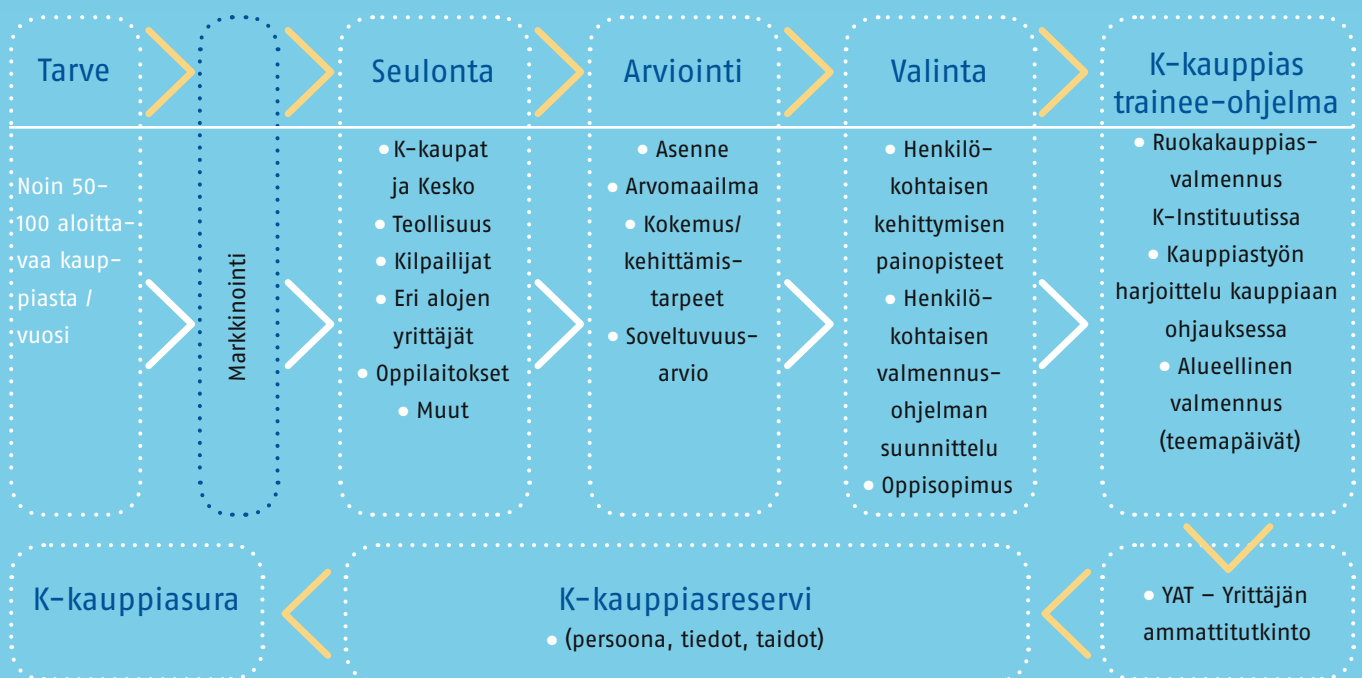 Tarve
Noin 50-
100 aloitta-
vaa kaup-
piasta /
vuosi
Markkinointi
Seulonta
• K-kaupat
ja Kesko
• Teollisuus
• Kilpailijat
• Eri alojen
yrittäjät
• Oppilaitokset
• Muut
Arviointi
• Asenne
• Arvomaailma
• Kokemus/
kehittämis-
tarpeet
• Soveltuvuus-
arvio
Valinta
• Henkilö-
kohtaisen
kehittymisen
painopisteet
• Henkilö-
kohtaisen
valmennus-
ohjelman
suunnittelu
• Oppisopimus
K-kauppias
trainee-ohjelma
• Ruokakauppias-
valmennus
K-Instituutissa
• Kauppiastyön
harjoittelu kauppiaan
ohjauksessa
• Alueellinen
valmennus
(teemapäivät)
• YAT – Yrittäjän
ammattitutkinto
K-kauppiasreservi
• (persoona, tiedot, taidot)
K-kauppiasura